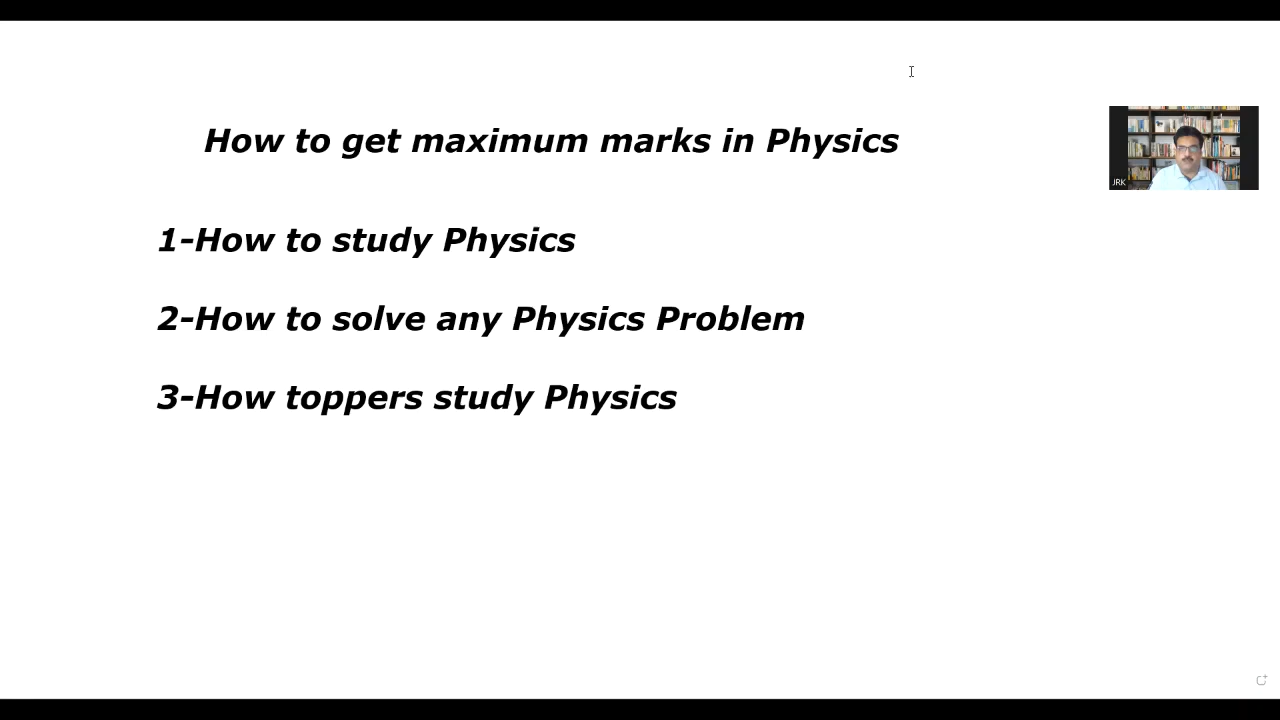 How to get maximum marks in Physics
JRK
1-How to study Physics
2-How to solve any Physics Problem
3-How toppers study Physics